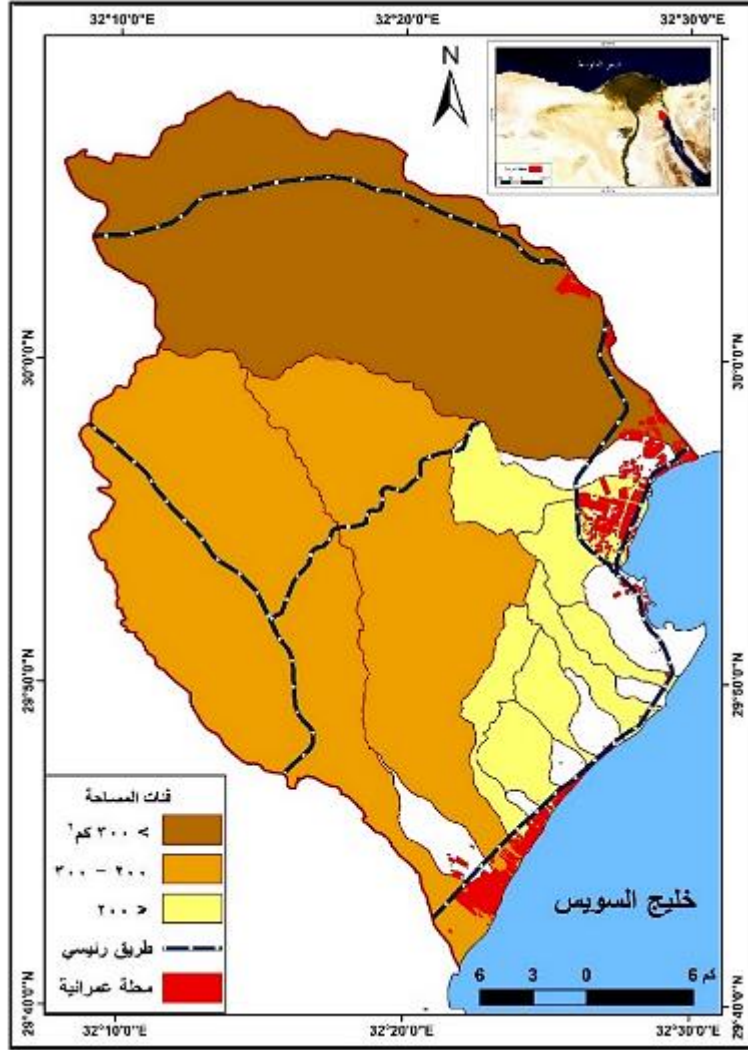 32°10'0"E 32°20'0"E 32°30'0"E
N
30°0'0"N 30°0'0"N
29°50'0"N 29°50'0"N
فئات المساحة
> ٣٠٠ كم٢
٢٠٠ - ٣٠٠
< ٢٠٠
طريق رئيسي
محلة عمرانية
خليج السويس
6 3 0 6 كم
29°40'0"N 29°40'0"N
32°10'0"E 32°20'0"E 32°30'0"E